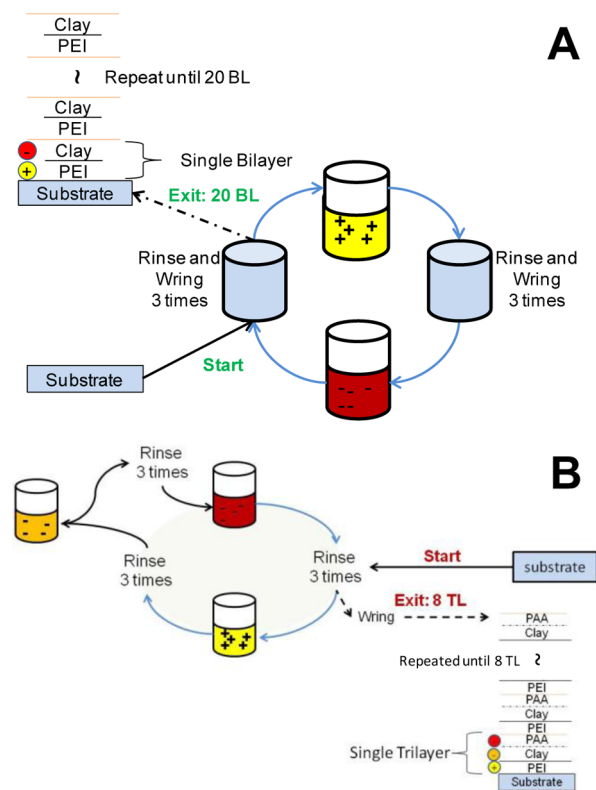 A
Clay
PEI
~ Repeat until 20 BL
Clay
PEI
- Clay
+ PEI
Single Bilayer
Substrate
Exit: 20 BL
+ + + + +
Rinse and
Wring
3 times
Rinse and
Wring
3 times
Substrate
Start
- - - - -
B
Rinse
3 times
Rinse
3 times
Rinse
3 times
Start
substrate
Wring
Exit: 8 TL
PAA
Clay
Repeated until 8 TL ~
PEI
PAA
Clay
PEI
PAA
- Clay
+ PEI
Single Trilayer
Substrate